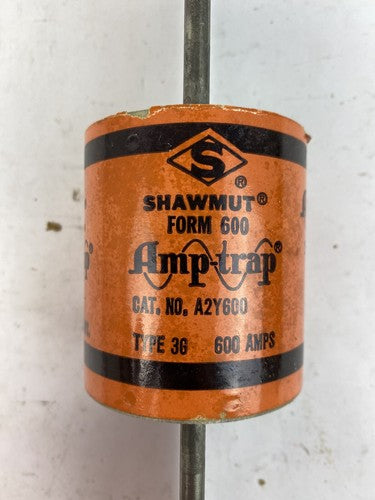 S ®
SHAWMUT®
FORM 600
Amp-trap®
CAT. NO. A2Y600
TYPE 3G 600 AMPS